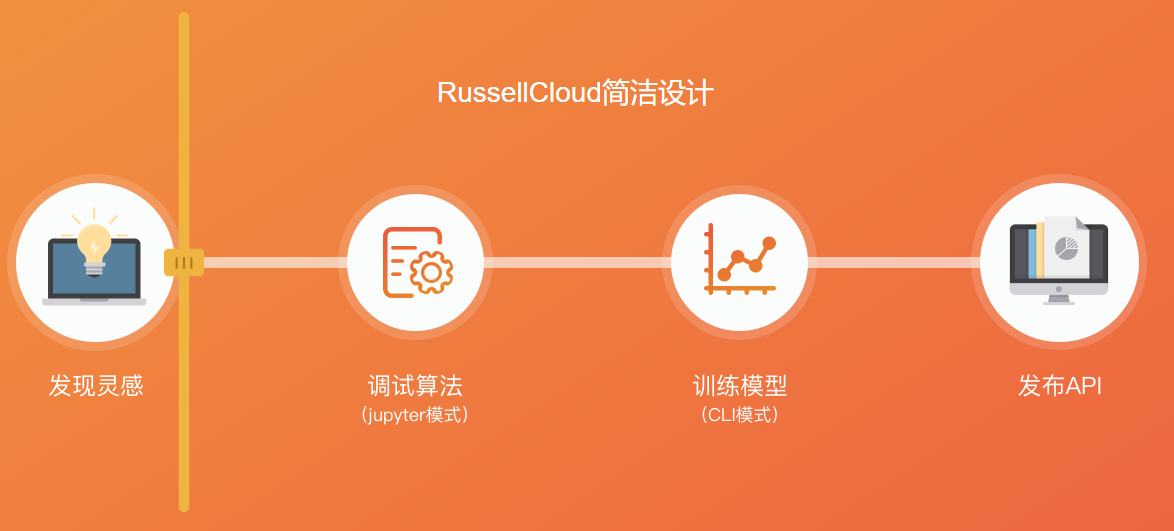 RussellCloud简洁设计
发现灵感
调试算法
（jupyter模式）
训练模型
（CLI模式）
发布API